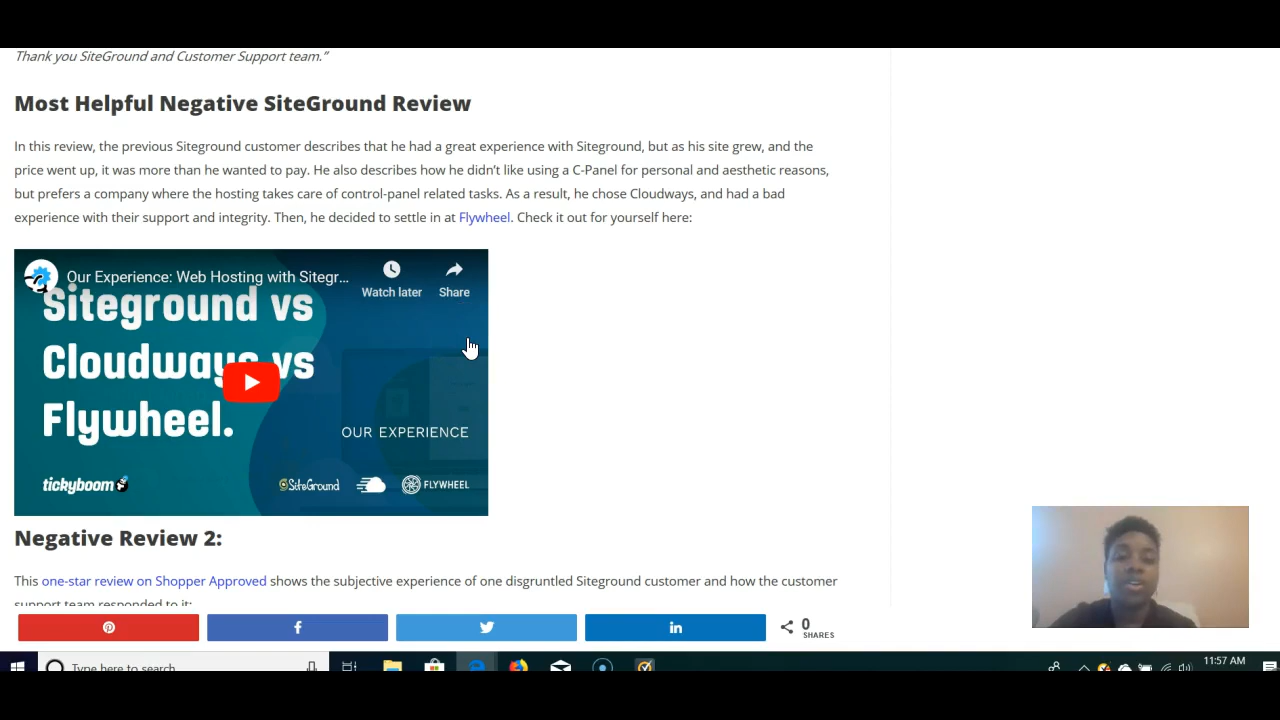 Thank you SiteGround and Customer Support team.”
Most Helpful Negative SiteGround Review
In this review, the previous Siteground customer describes that he had a great experience with Siteground, but as his site grew, and the
price went up, it was more than he wanted to pay. He also describes how he didn’t like using a C-Panel for personal and aesthetic reasons,
but prefers a company where the hosting takes care of control-panel related tasks. As a result, he chose Cloudways, and had a bad
experience with their support and integrity. Then, he decided to settle in at Flywheel. Check it out for yourself here:
Our Experience: Web Hosting with Sitegr...
Watch later
Share
Siteground vs
Cloudways vs
Flywheel.
OUR EXPERIENCE
tickyboom
SiteGround
FLYWHEEL
Negative Review 2:
This one-star review on Shopper Approved shows the subjective experience of one disgruntled Siteground customer and how the customer
support team responded to it:
0
SHARES
Type here to search
11:57 AM